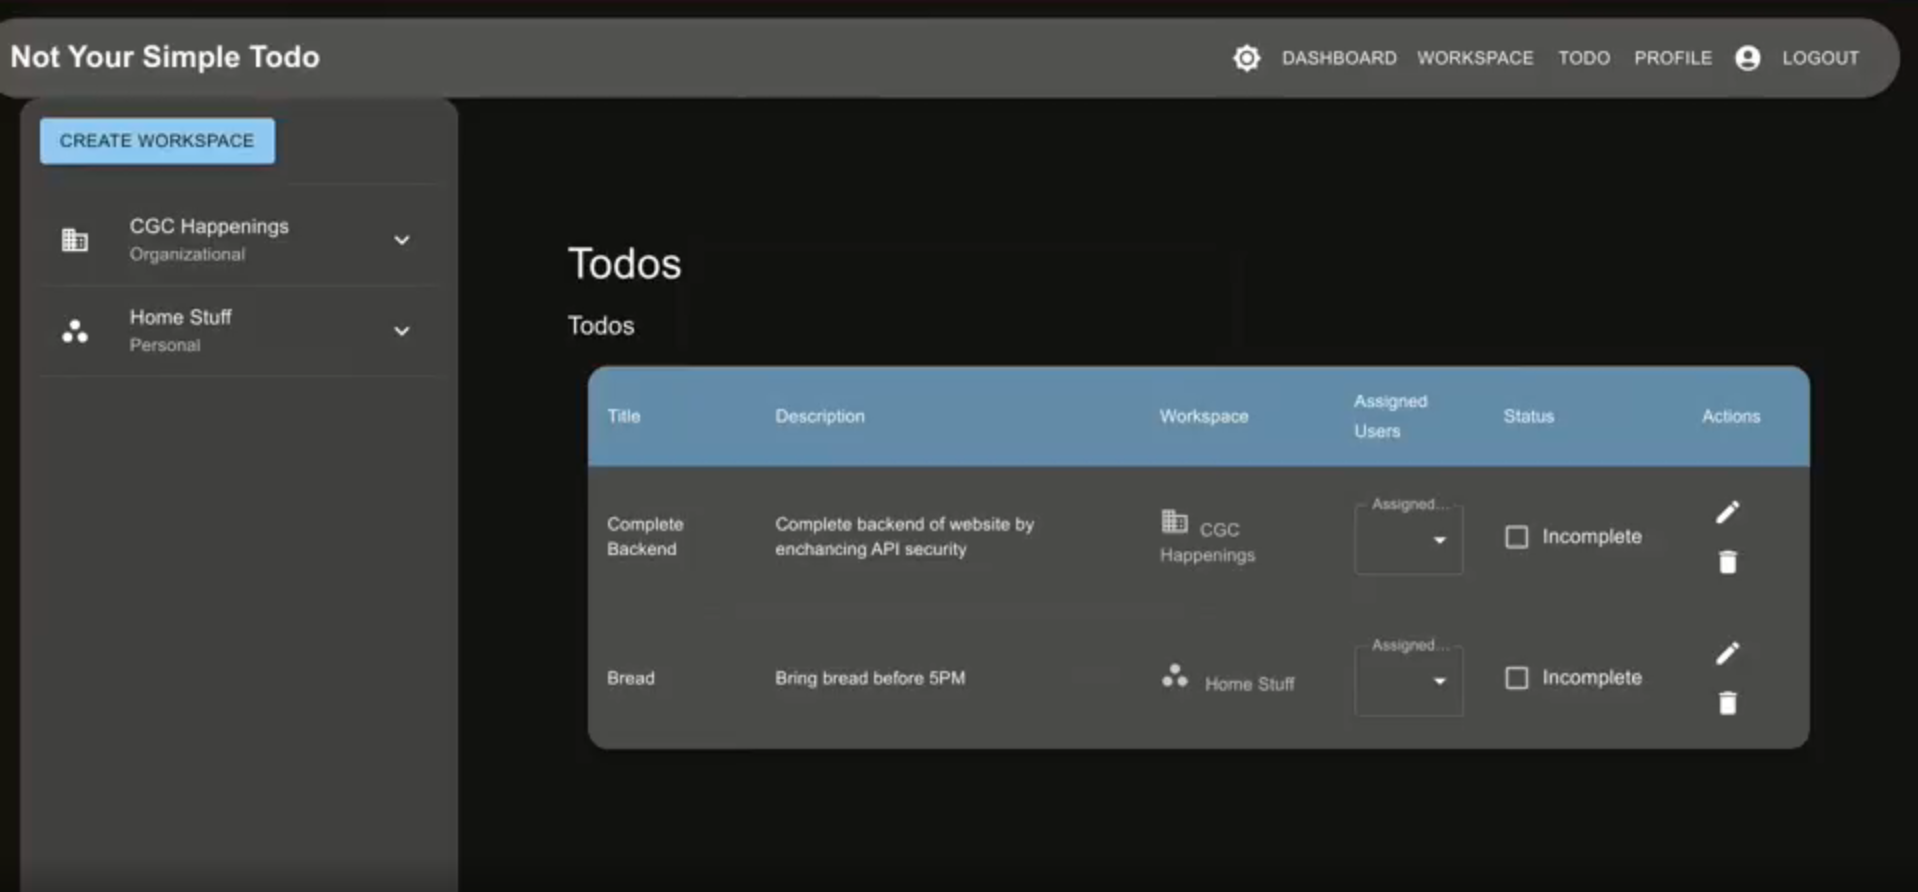 Not Your Simple Todo
DASHBOARD
WORKSPACE
TODO
PROFILE
LOGOUT
CREATE WORKSPACE
CGC Happenings
Organizational
Home Stuff
Personal
Todos
Todos
Title
Description
Workspace
Assigned
Users
Status
Actions
Complete
Backend
Complete backend of website by
enchancing API security
CGC
Happenings
Assigned...
Incomplete
Bread
Bring bread before 5PM
Home Stuff
Assigned...
Incomplete